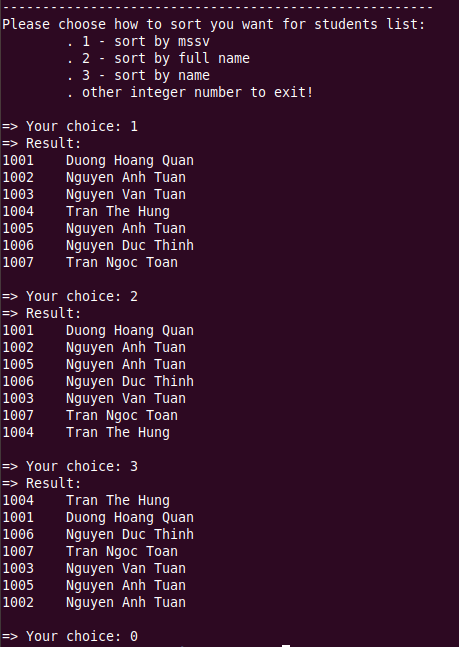 ------------------------------------------------------
Please choose how to sort you want for students list:
        . 1 - sort by mssv
        . 2 - sort by full name
        . 3 - sort by name
        . other integer number to exit!

=> Your choice: 1
=> Result:
1001    Duong Hoang Quan
1002    Nguyen Anh Tuan
1003    Nguyen Van Tuan
1004    Tran The Hung
1005    Nguyen Anh Tuan
1006    Nguyen Duc Thinh
1007    Tran Ngoc Toan

=> Your choice: 2
=> Result:
1001    Duong Hoang Quan
1002    Nguyen Anh Tuan
1005    Nguyen Anh Tuan
1006    Nguyen Duc Thinh
1003    Nguyen Van Tuan
1007    Tran Ngoc Toan
1004    Tran The Hung

=> Your choice: 3
=> Result:
1004    Tran The Hung
1001    Duong Hoang Quan
1006    Nguyen Duc Thinh
1007    Tran Ngoc Toan
1003    Nguyen Van Tuan
1005    Nguyen Anh Tuan
1002    Nguyen Anh Tuan

=> Your choice: 0